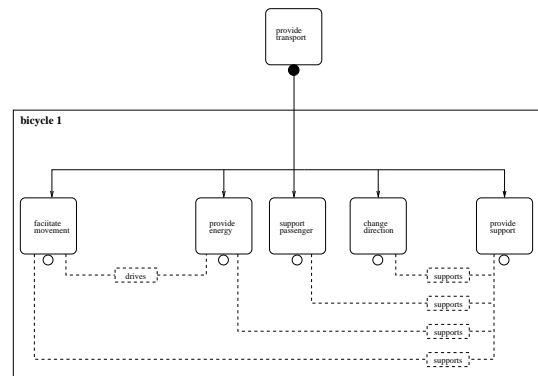 provide
transport
bicycle 1
faciitate
movement
provide
energy
support
passenger
change
direction
provide
support
drives
supports
supports
supports
supports